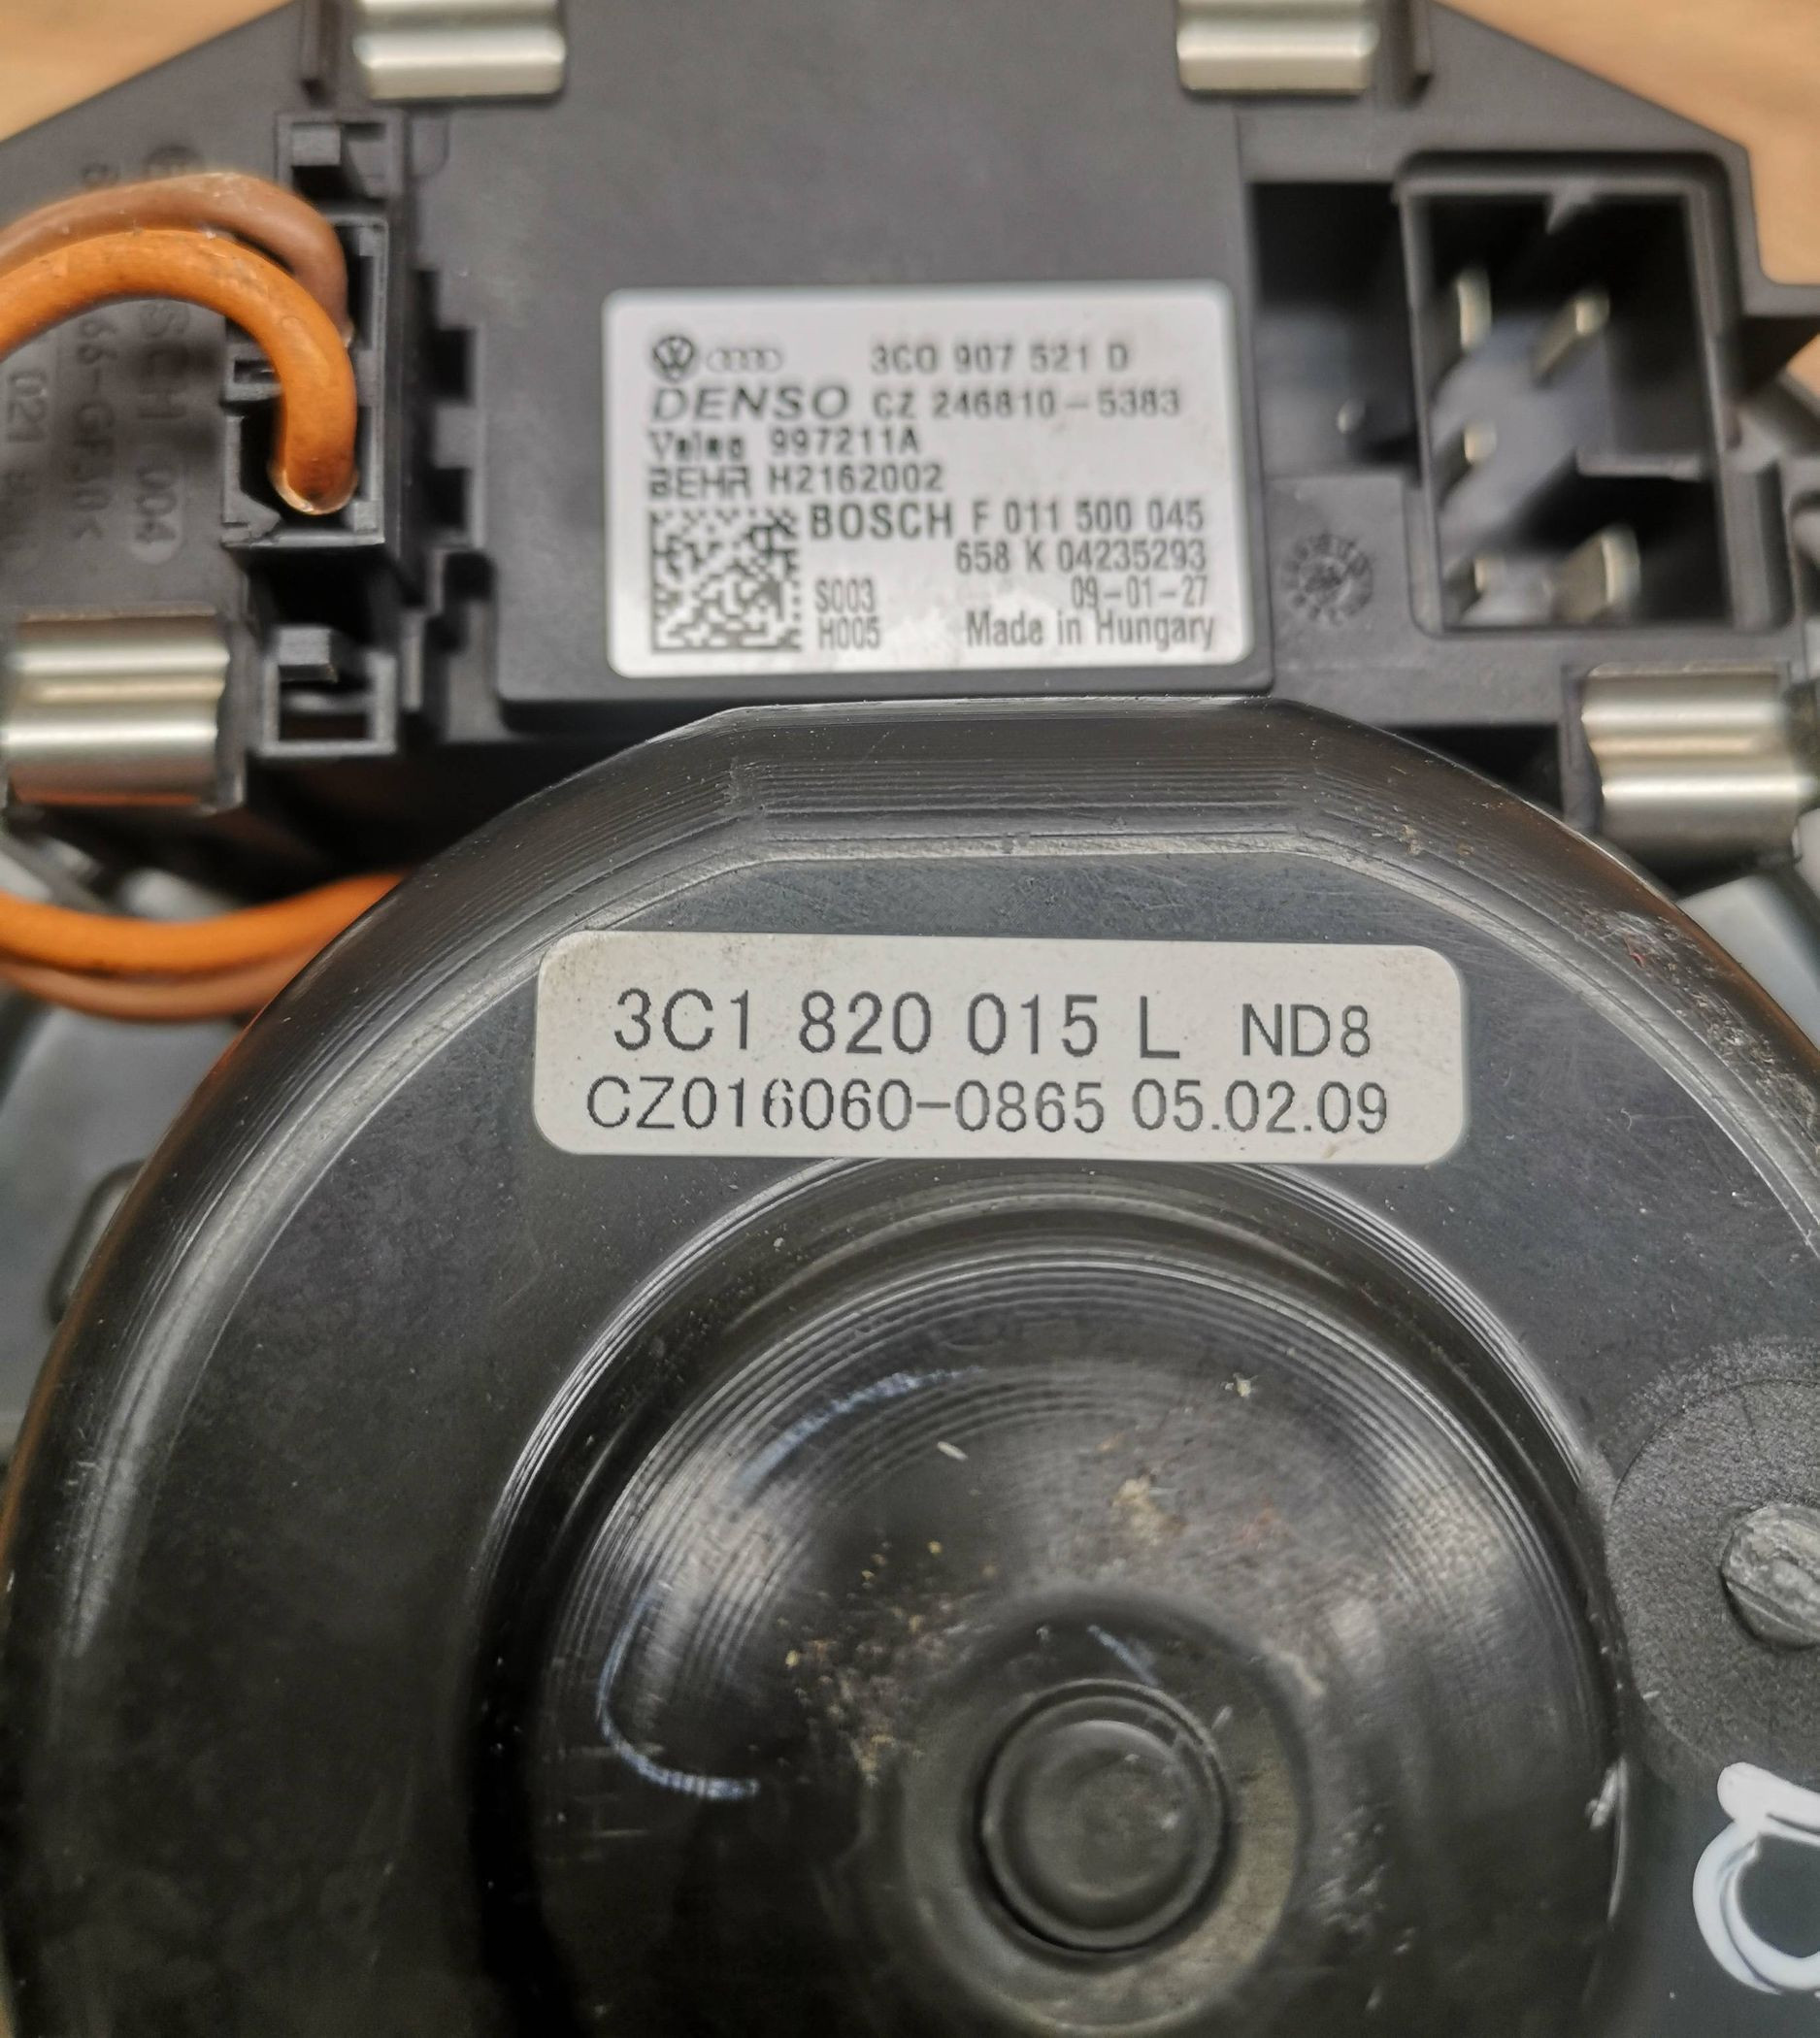 3C0 907 521 D
DENSO CZ 246810-5383
Valeo 997211A
BEHR H2162002
BOSCH F 011 500 045
658 K 04235293
S003 09-01-27
H005 Made in Hungary
3C1 820 015 L ND8
CZ016060-0865 05.02.09